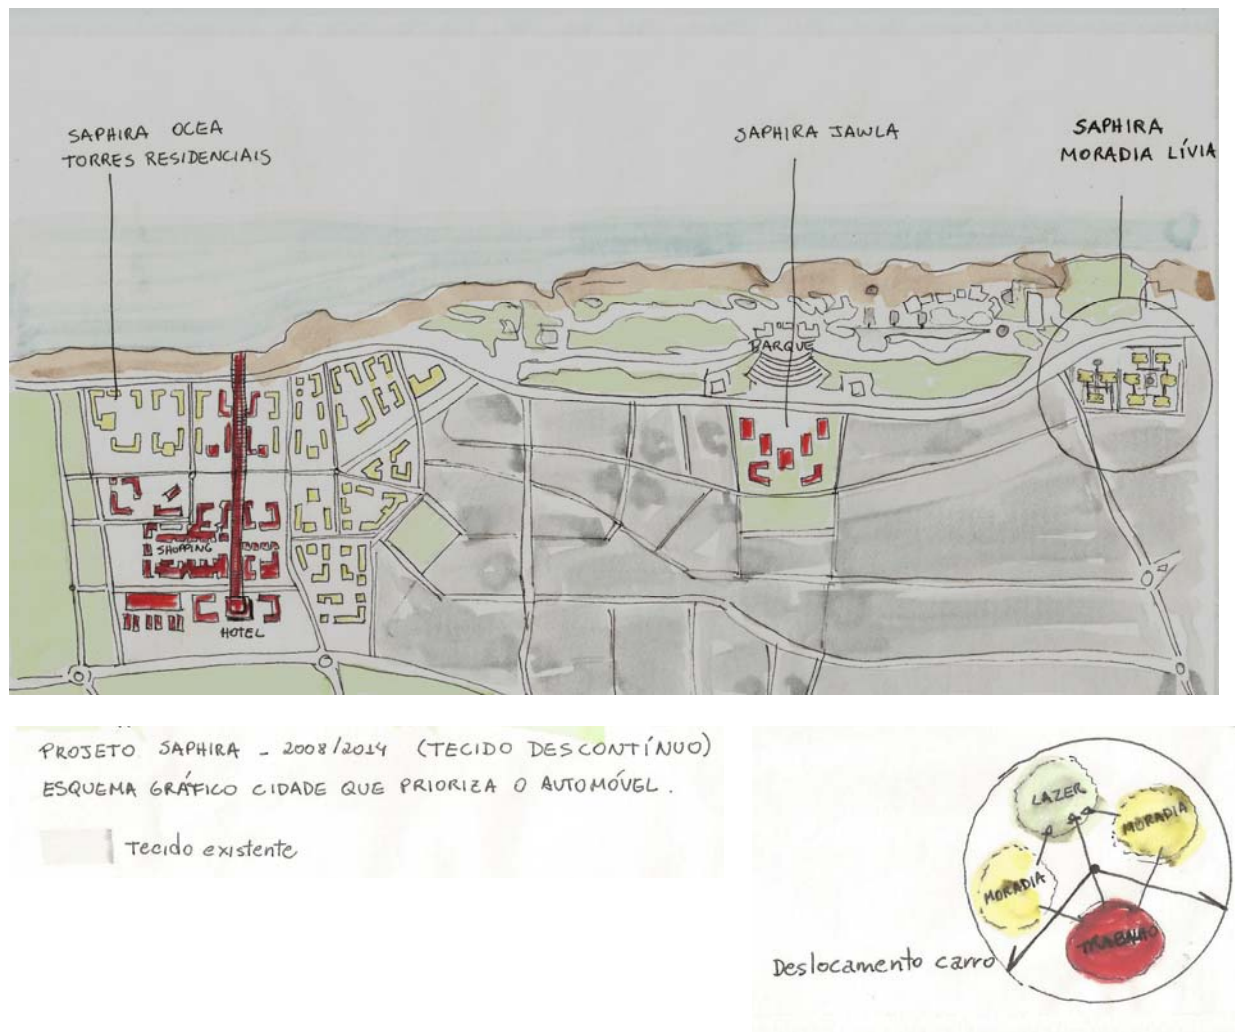 SAPHIRA OCEA
TORRES RESIDENCIAIS
SAPHIRA JAWLA
SAPHIRA
MORADIA LÍVIA
PARQUE
SHOPPING
HOTEL
PROJETO SAPHIRA - 2008/2014 (TECIDO DESCONTÍNUO)
ESQUEMA GRÁFICO CIDADE QUE PRIORIZA O AUTOMÓVEL.
Tecido existente
LAZER
MORADIA
MORADIA
TRABALHO
Deslocamento carro